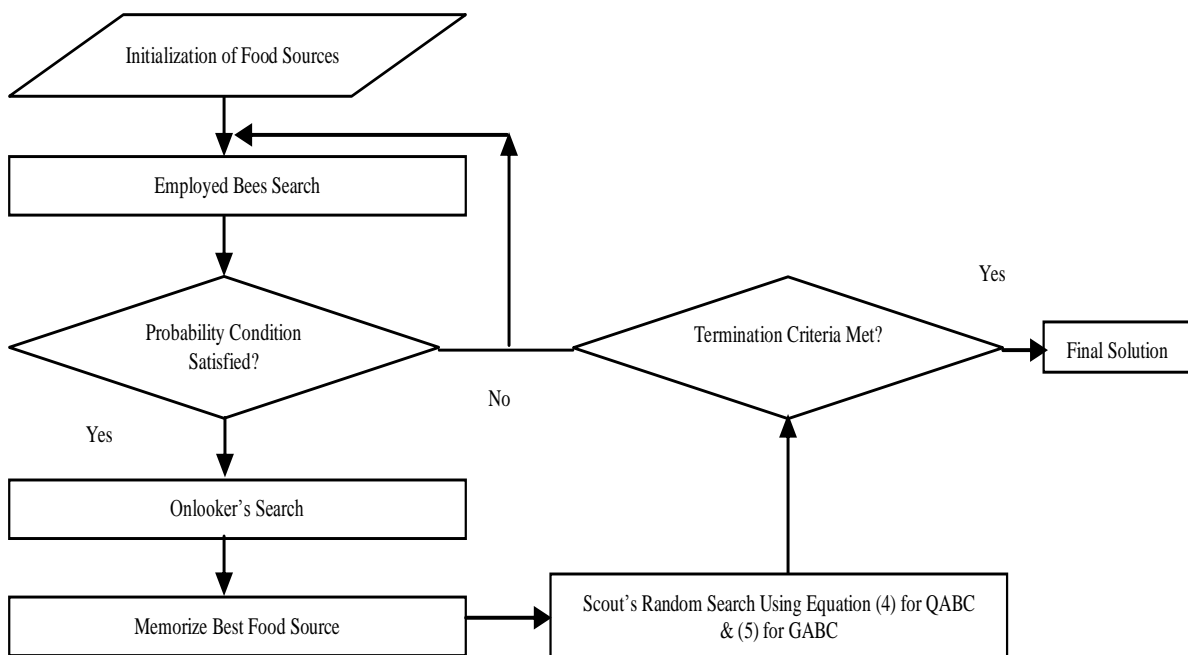 Initialization of Food Sources
Employed Bees Search
Probability Condition
Satisfied?
Yes
No
Onlooker's Search
Memorize Best Food Source
Scout's Random Search Using Equation (4) for QABC
& (5) for GABC
Termination Criteria Met?
Yes
Final Solution